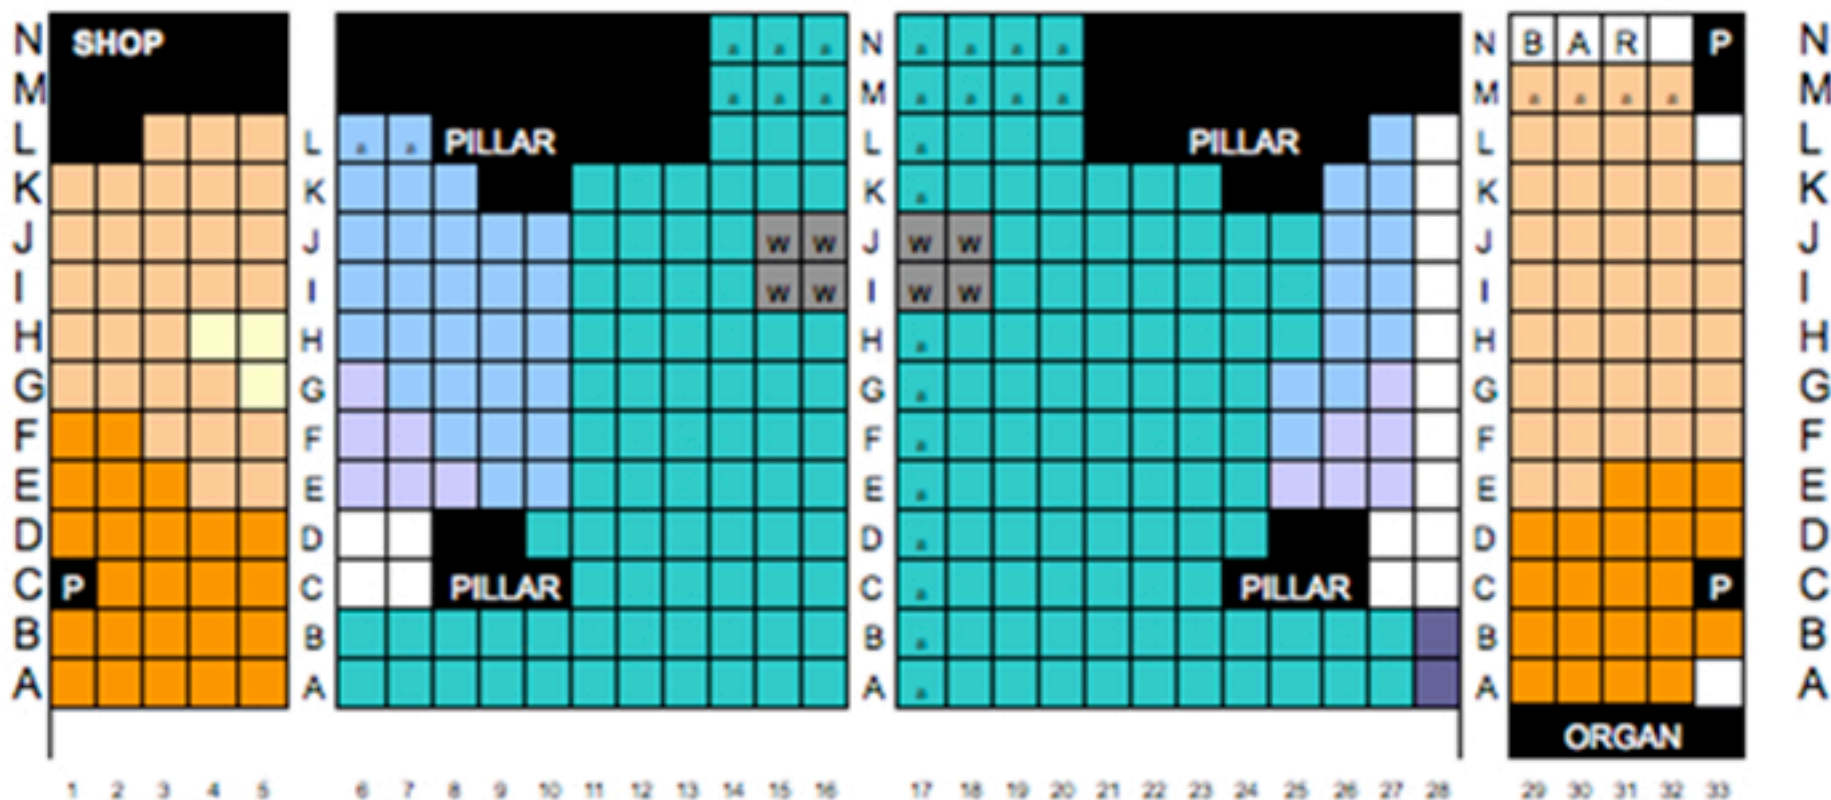 N SHOP a a a N a a a a N B A R P N
M a a a M a a a a M a a a a M
L a a PILLAR L a PILLAR L L
K K K a K K
J J w w J w w J J
I I w w I w w I I
H H H a H H
G G G a G G
F F F a F F
E E E a E E
D D D a D D
C P C PILLAR C a PILLAR C P C
B B B a B B
A A A a A A
ORGAN
1 2 3 4 5 6 7 8 9 10 11 12 13 14 15 16 17 18 19 20 21 22 23 24 25 26 27 28 29 30 31 32 33